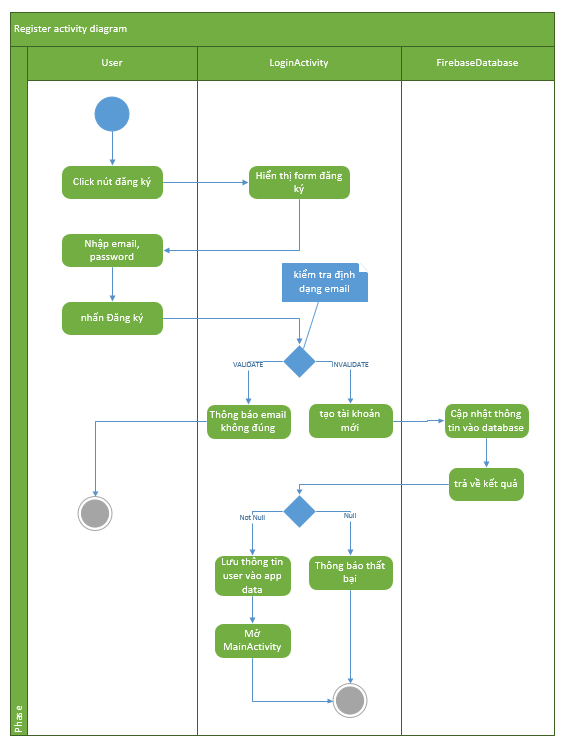 Register activity diagram
User
LoginActivity
FirebaseDatabase
Click nút đăng ký
Hiển thị form đăng
ký
Nhập email,
password
kiểm tra định
dạng email
nhấn Đăng ký
VALIDATE
INVALIDATE
Thông báo email
không đúng
tạo tài khoản
mới
Cập nhật thông
tin vào database
trả về kết quả
Not Null
Null
Lưu thông tin
user vào app
data
Thông báo thất
bại
Mở
MainActivity
Phase